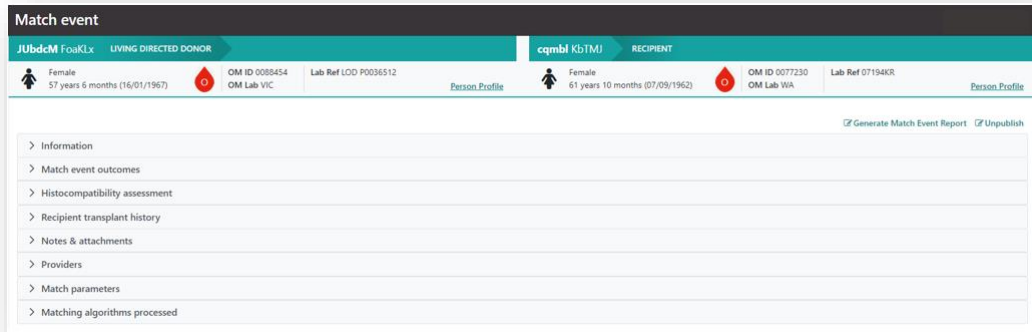 Match event
JUbdcM FoaKLx LIVING DIRECTED DONOR
cqmbl KbTMJ RECIPIENT
Female
57 years 6 months (16/01/1967)
O
OM ID 0088454
OM Lab VIC
Lab Ref LOD P0036512
Person Profile
Female
61 years 10 months (07/09/1962)
O
OM ID 0077230
OM Lab WA
Lab Ref 07194KR
Person Profile
Generate Match Event Report Unpublish
Information
Match event outcomes
Histocompatibility assessment
Recipient transplant history
Notes & attachments
Providers
Match parameters
Matching algorithms processed